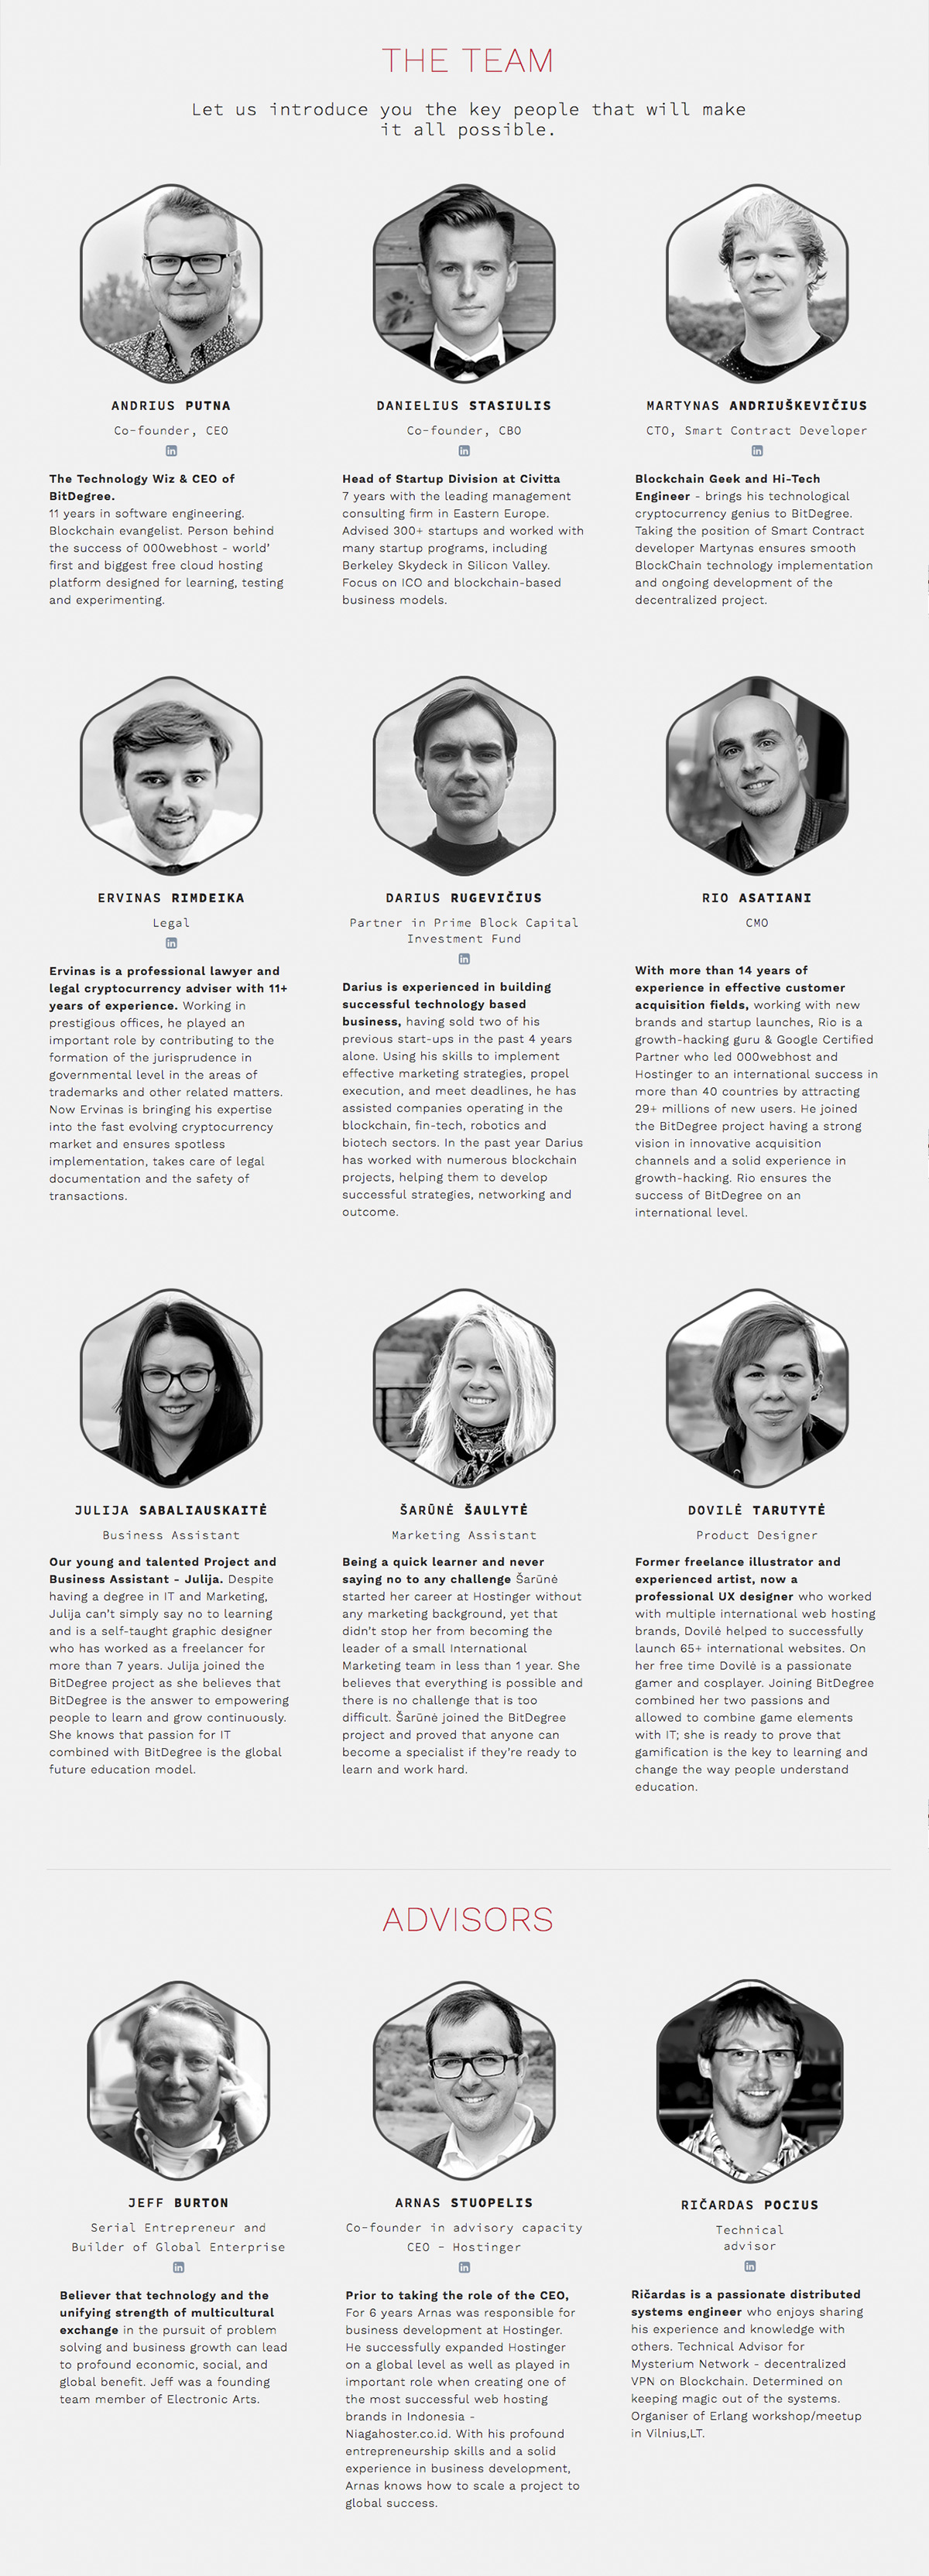 THE TEAM
Let us introduce you the key people that will make
it all possible.
ANDRIUS PUTNA
Co-founder, CEO
in
The Technology Wiz & CEO of
BitDegree.
11 years in software engineering.
Blockchain evangelist. Person behind
the success of 000webhost - world'
first and biggest free cloud hosting
platform designed for learning, testing
and experimenting.
DANIELIUS STASIULIS
Co-founder, CBO
in
Head of Startup Division at Civitta
7 years with the leading management
consulting firm in Eastern Europe.
Advised 300+ startups and worked with
many startup programs, including
Berkeley Skydeck in Silicon Valley.
Focus on ICO and blockchain-based
business models.
MARTYNAS ANDRIUŠKEVIČIUS
CTO, Smart Contract Developer
in
Blockchain Geek and Hi-Tech
Engineer - brings his technological
cryptocurrency genius to BitDegree.
Taking the position of Smart Contract
developer Martynas ensures smooth
BlockChain technology implementation
and ongoing development of the
decentralized project.
ERVINAS RIMDEIKA
Legal
in
Ervinas is a professional lawyer and
legal cryptocurrency adviser with 11+
years of experience. Working in
prestigious offices, he played an
important role by contributing to the
formation of the jurisprudence in
governmental level in the areas of
trademarks and other related matters.
Now Ervinas is bringing his expertise
into the fast evolving cryptocurrency
market and ensures spotless
implementation, takes care of legal
documentation and the safety of
transactions.
DARIUS RUGEVIČIUS
Partner in Prime Block Capital
Investment Fund
in
Darius is experienced in building
successful technology based
business, having sold two of his
previous start-ups in the past 4 years
alone. Using his skills to implement
effective marketing strategies, propel
execution, and meet deadlines, he has
assisted companies operating in the
blockchain, fin-tech, robotics and
biotech sectors. In the past year Darius
has worked with numerous blockchain
projects, helping them to develop
successful strategies, networking and
outcome.
RIO ASATIANI
CMO
With more than 14 years of
experience in effective customer
acquisition fields, working with new
brands and startup launches, Rio is a
growth-hacking guru & Google Certified
Partner who led 000webhost and
Hostinger to an international success in
more than 40 countries by attracting
29+ millions of new users. He joined
the BitDegree project having a strong
vision in innovative acquisition
channels and a solid experience in
growth-hacking. Rio ensures the
success of BitDegree on an
international level.
JULIJA SABALIAUSKAITĖ
Business Assistant
Our young and talented Project and
Business Assistant - Julija. Despite
having a degree in IT and Marketing,
Julija can't simply say no to learning
and is a self-taught graphic designer
who has worked as a freelancer for
more than 7 years. Julija joined the
BitDegree project as she believes that
BitDegree is the answer to empowering
people to learn and grow continuously.
She knows that passion for IT
combined with BitDegree is the global
future education model.
ŠARŪNĖ ŠAULYTĖ
Marketing Assistant
Being a quick learner and never
saying no to any challenge Šarūnė
started her career at Hostinger without
any marketing background, yet that
didn't stop her from becoming the
leader of a small International
Marketing team in less than 1 year. She
believes that everything is possible and
there is no challenge that is too
difficult. Šarūnė joined the BitDegree
project and proved that anyone can
become a specialist if they're ready to
learn and work hard.
DOVILĖ TARUTYTĖ
Product Designer
Former freelance illustrator and
experienced artist, now a
professional UX designer who worked
with multiple international web hosting
brands, Dovilė helped to successfully
launch 65+ international websites. On
her free time Dovilė is a passionate
gamer and cosplayer. Joining BitDegree
combined her two passions and
allowed to combine game elements
with IT; she is ready to prove that
gamification is the key to learning and
change the way people understand
education.
ADVISORS
JEFF BURTON
Serial Entrepreneur and
Builder of Global Enterprise
in
Believer that technology and the
unifying strength of multicultural
exchange in the pursuit of problem
solving and business growth can lead
to profound economic, social, and
global benefit. Jeff was a founding
team member of Electronic Arts.
ARNAS STUOPELIS
Co-founder in advisory capacity
CEO - Hostinger
in
Prior to taking the role of the CEO,
For 6 years Arnas was responsible for
business development at Hostinger.
He successfully expanded Hostinger
on a global level as well as played in
important role when creating one of
the most successful web hosting
brands in Indonesia -
Niagahoster.co.id. With his profound
entrepreneurship skills and a solid
experience in business development,
Arnas knows how to scale a project to
global success.
RIČARDAS POCIUS
Technical
advisor
in
Ričardas is a passionate distributed
systems engineer who enjoys sharing
his experience and knowledge with
others. Technical Advisor for
Mysterium Network - decentralized
VPN on Blockchain. Determined on
keeping magic out of the systems.
Organiser of Erlang workshop/meetup
in Vilnius,LT.